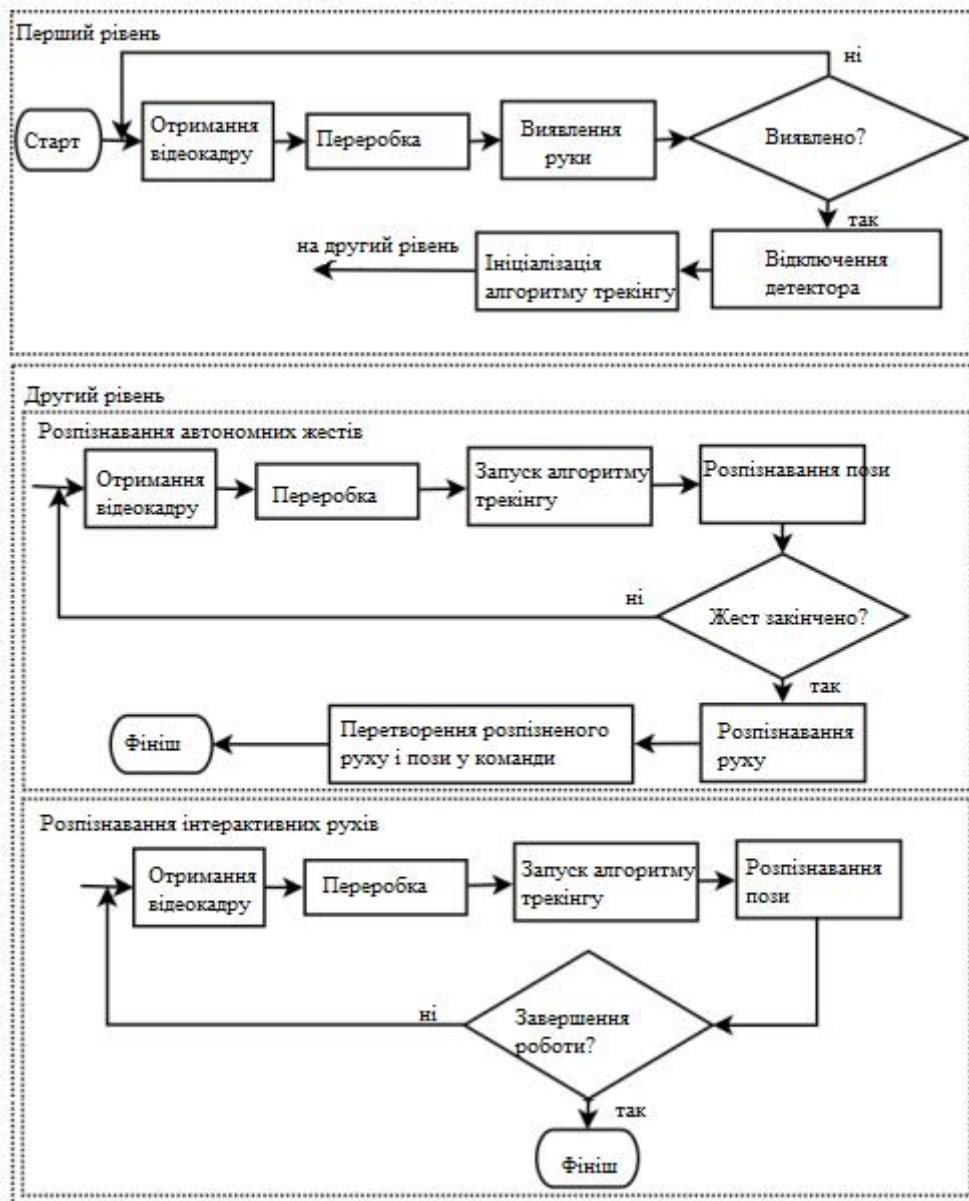 Перший рівень
ні
Старт
Отримання
відеокадру
Переробка
Виявлення
руки
Виявлено?
так
на другий рівень
Ініціалізація
алгоритму трекінгу
Відключення
детектора
Другий рівень
Розпізнавання автономних жестів
Отримання
відеокадру
Переробка
Запуск алгоритму
трекінгу
Розпізнавання пози
ні
Жест закінчено?
так
Фініш
Перетворення розпізненого
руху і пози у команди
Розпізнавання
руху
Розпізнавання інтерактивних рухів
Отримання
відеокадру
Переробка
Запуск алгоритму
трекінгу
Розпізнавання
пози
ні
Завершення
роботи?
так
Фініш